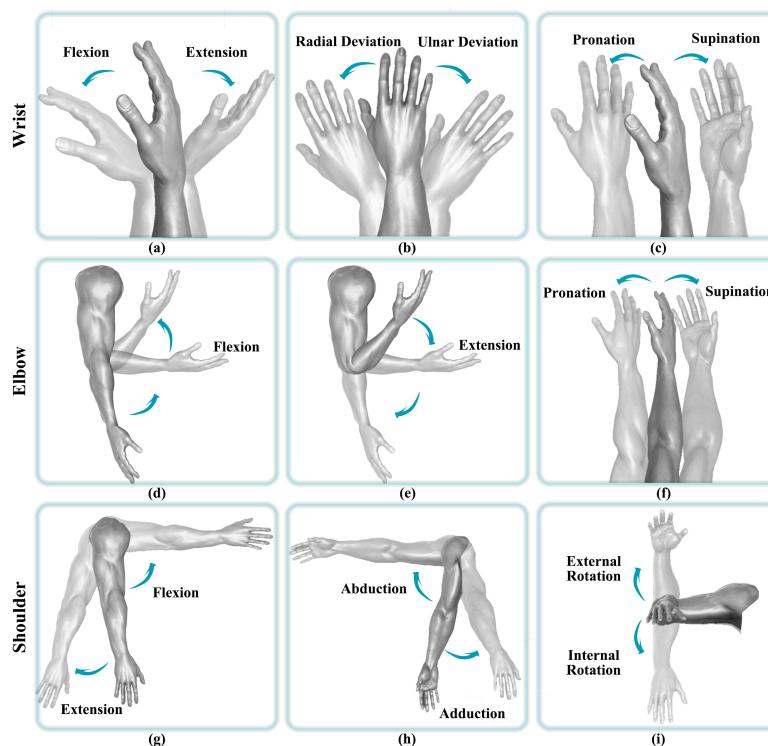 Wrist
Flexion
Extension
(a)
Radial Deviation
Ulnar Deviation
(b)
Pronation
Supination
(c)
Elbow
Flexion
(d)
Extension
(e)
Pronation
Supination
(f)
Shoulder
Flexion
Extension
(g)
Abduction
Adduction
(h)
External
Rotation
Internal
Rotation
(i)